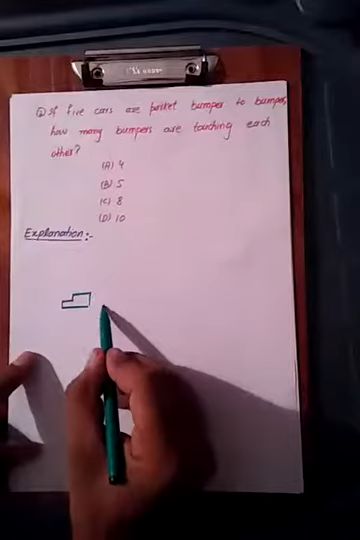 Q) If five cars are parket bumper to bumper,
how many bumpers are touching each
other?
(A) 4
(B) 5
(C) 8
(D) 10
Explanation :-